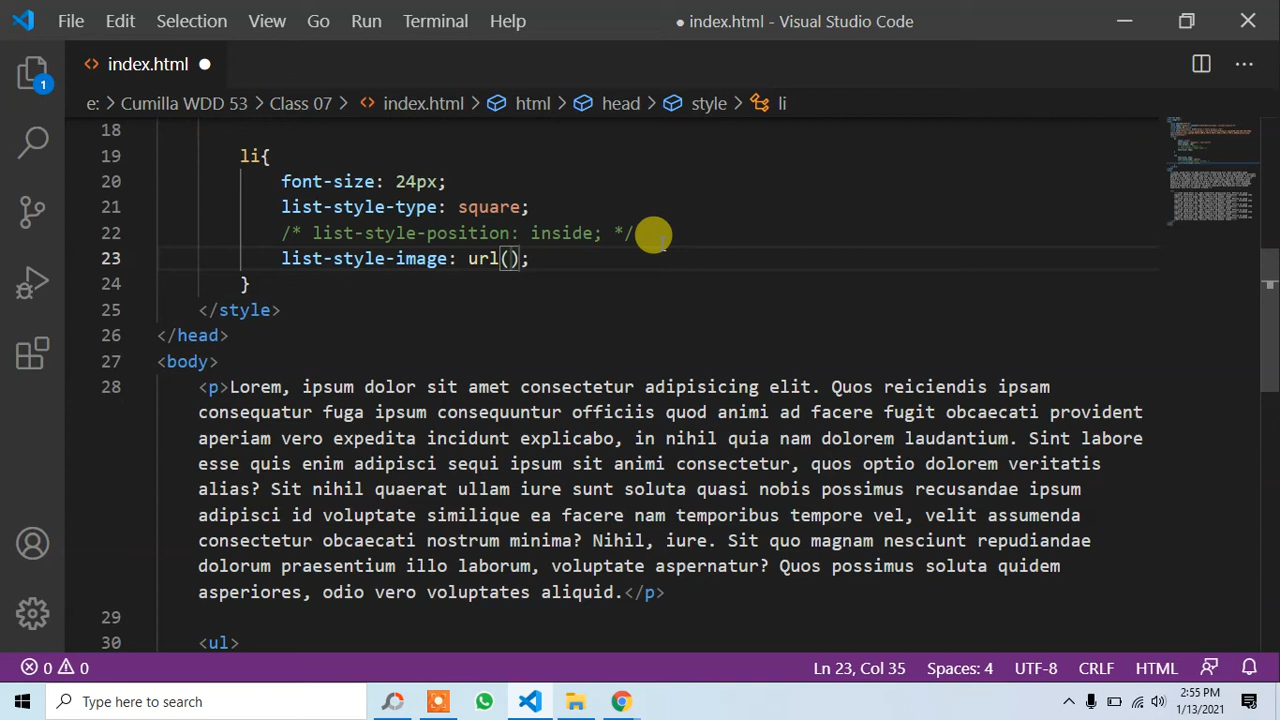 File Edit Selection View Go Run Terminal Help ● index.html - Visual Studio Code
index.html ●
e: > Cumilla WDD 53 > Class 07 > index.html > html > head > style > li
1
18
19 li{
20 font-size: 24px;
21 list-style-type: square;
22 /* list-style-position: inside; */
23 list-style-image: url();
24 }
25 </style>
26 </head>
27 <body>
28 <p>Lorem, ipsum dolor sit amet consectetur adipisicing elit. Quos reiciendis ipsam
consequatur fuga ipsum consequuntur officiis quod animi ad facere fugit obcaecati provident
aperiam vero expedita incidunt explicabo, in nihil quia nam dolorem laudantium. Sint labore
esse quis enim adipisci sequi ipsum sit animi consectetur, quos optio dolorem veritatis
alias? Sit nihil quaerat ullam iure sunt soluta quasi nobis possimus recusandae ipsum
adipisci id voluptate similique ea facere nam temporibus tempore vel, velit assumenda
consectetur obcaecati nostrum minima? Nihil, iure. Sit quo magnam nesciunt repudiandae
dolorum praesentium illo laborum, voluptate aspernatur? Quos possimus soluta quidem
asperiores, odio vero voluptates aliquid.</p>
29
30 <ul>
0 0 Ln 23, Col 35 Spaces: 4 UTF-8 CRLF HTML
Type here to search
2:55 PM
1/13/2021